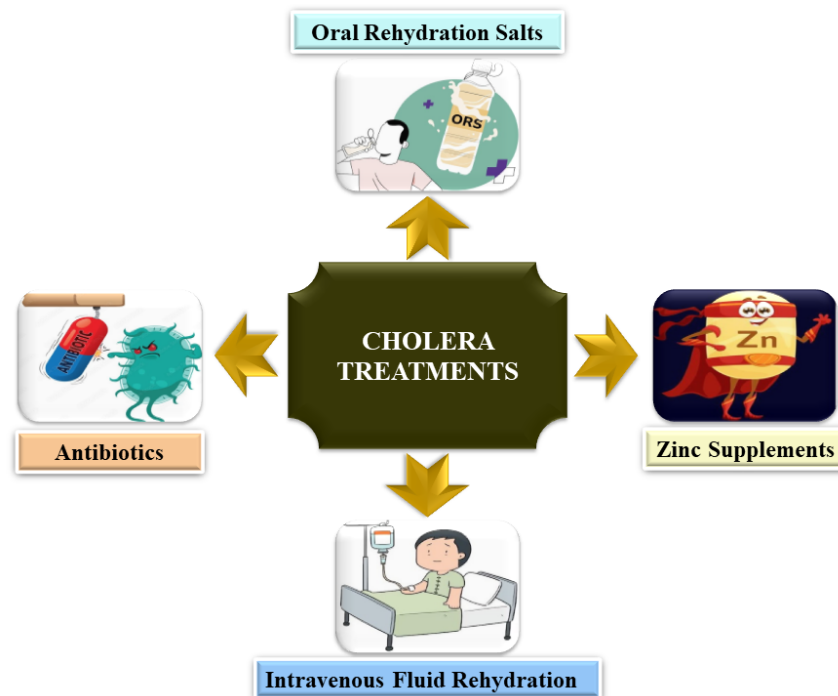 Oral Rehydration Salts
ORS
CHOLERA
TREATMENTS
ANTIBIOTIC
Antibiotics
Zn
Zinc Supplements
Intravenous Fluid Rehydration